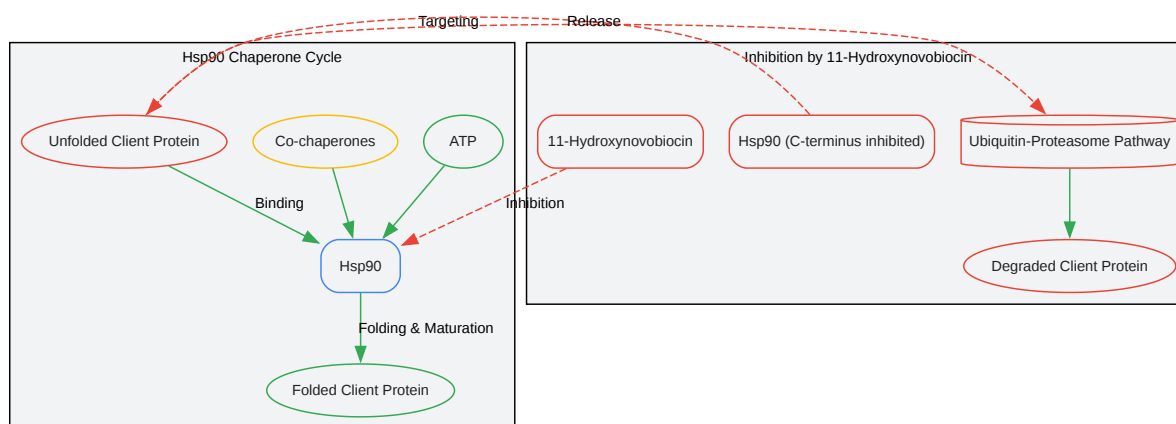 Targeting
Release
Hsp90 Chaperone Cycle
Inhibition by 11-Hydroxynovobiocin
Unfolded Client Protein
Co-chaperones
ATP
11-Hydroxynovobiocin
Hsp90 (C-terminus inhibited)
Ubiquitin-Proteasome Pathway
Binding
Inhibition
Hsp90
Degraded Client Protein
Folding & Maturation
Folded Client Protein